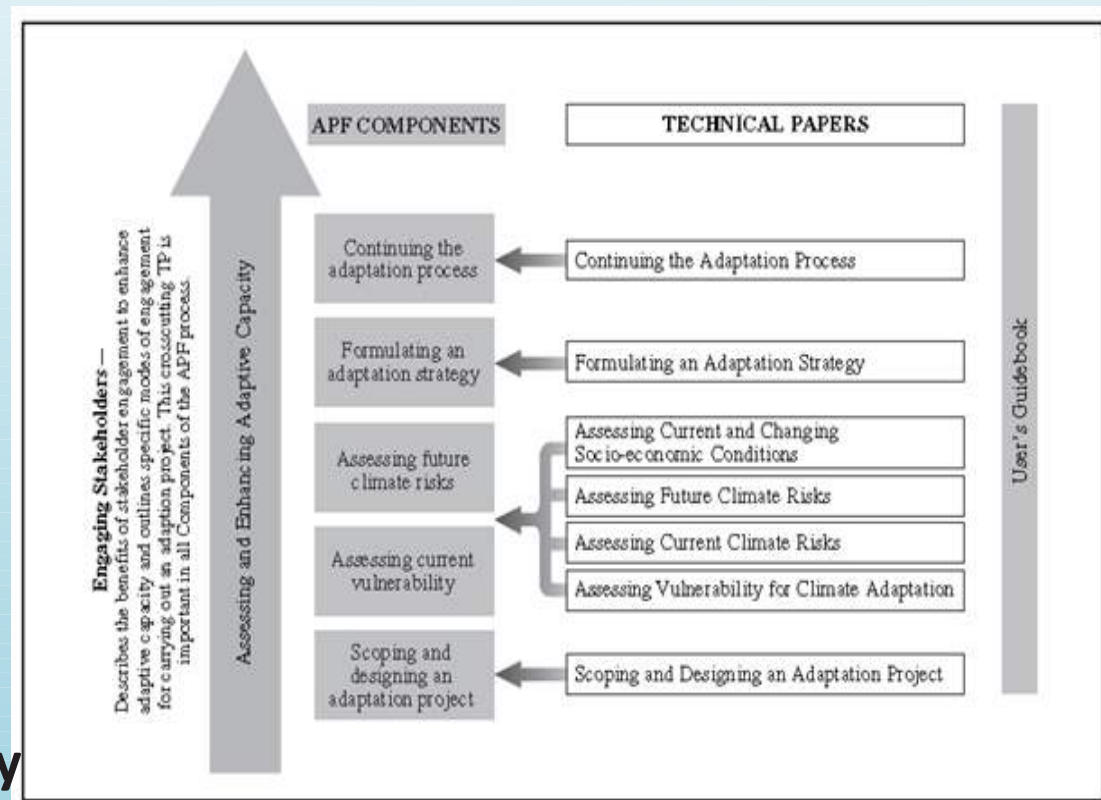 Engaging Stakeholders —
Describes the benefits of stakeholder engagement to enhance
adaptive capacity and outlines specific modes of engagement
for carrying out an adaption project. This crosscutting TP is
important in all Components of the APF process.
Assessing and Enhancing Adaptive Capacity
APF COMPONENTS
TECHNICAL PAPERS
Continuing the
adaptation process
Continuing the Adaptation Process
Formulating an
adaptation strategy
Formulating an Adaptation Strategy
Assessing future
climate risks
Assessing Current and Changing
Socio-economic Conditions
Assessing Future Climate Risks
Assessing current
vulnerability
Assessing Current Climate Risks
Assessing Vulnerability for Climate Adaptation
Scoping and
designing an
adaptation project
Scoping and Designing an Adaptation Project
User's Guidebook
y